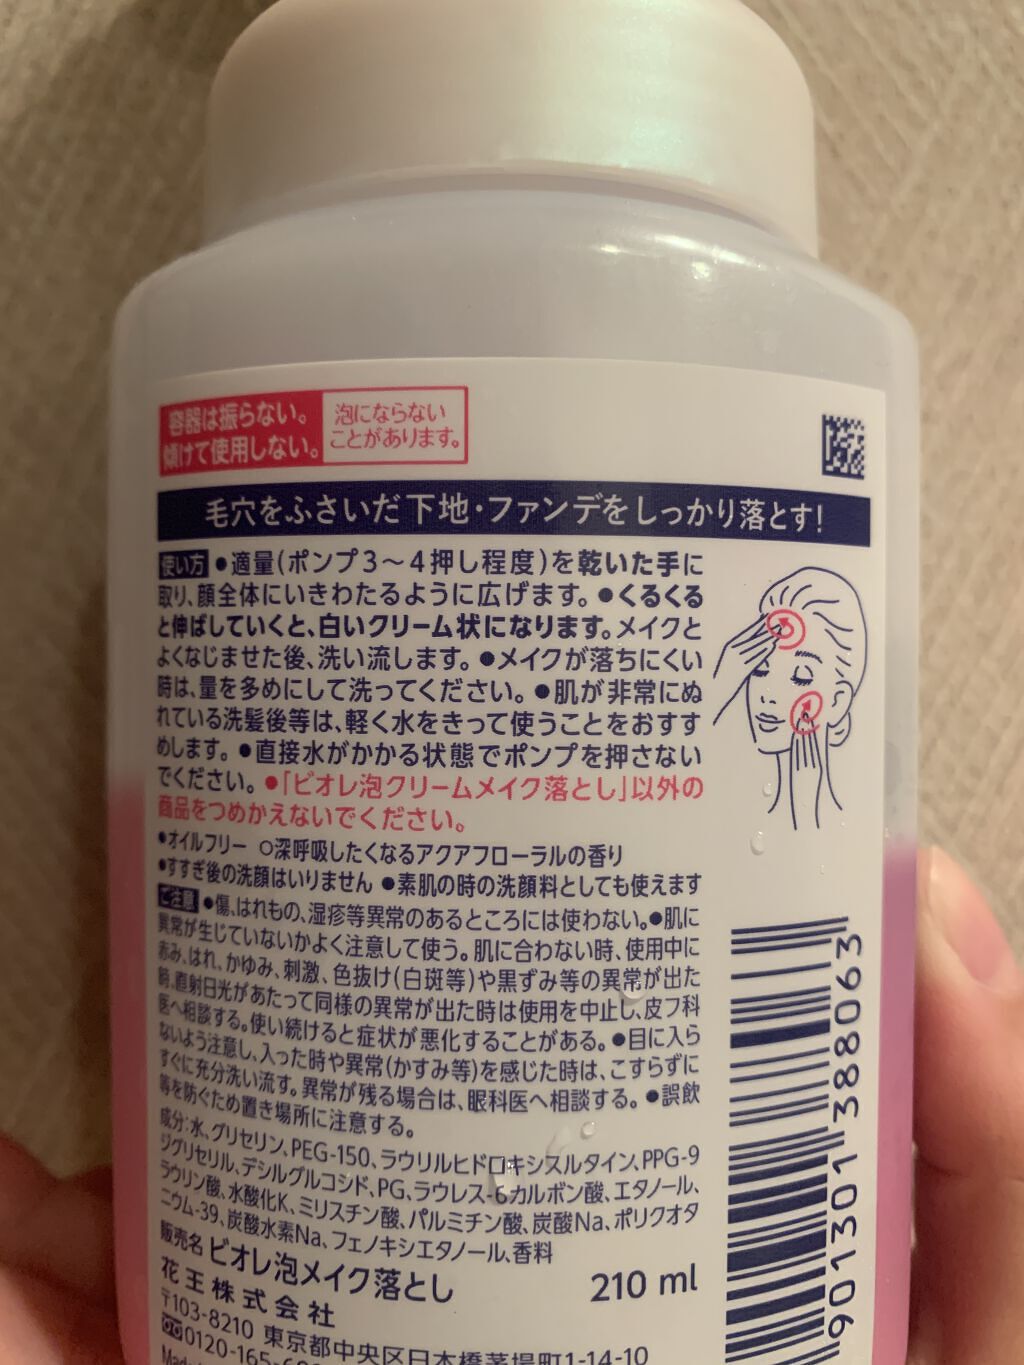 容器は振らない。
傾けて使用しない。
泡にならない
ことがあります。
毛穴をふさいだ下地・ファンデをしっかり落とす!
使い方 ●適量(ポンプ3〜4押し程度)を乾いた手に
取り、顔全体にいきわたるように広げます。●くるくる
と伸ばしていくと、白いクリーム状になります。メイクと
よくなじませた後、洗い流します。●メイクが落ちにくい
時は、量を多めにして洗ってください。●肌が非常にぬ
れている洗髪後等は、軽く水をきって使うことをおすす
めします。●直接水がかかる状態でポンプを押さない
でください。●「ビオレ泡クリームメイク落とし」以外の
商品をつめかえないでください。
●オイルフリー ○深呼吸したくなるアクアフローラルの香り
●すすぎ後の洗顔はいりません ●素肌の時の洗顔料としても使えます
ご注意 ●傷、はれもの、湿疹等異常のあるところには使わない。●肌に
異常が生じていないかよく注意して使う。肌に合わない時、使用中に
赤み、はれ、かゆみ、刺激、色抜け(白斑等)や黒ずみ等の異常が出た
時、直射日光があたって同様の異常が出た時は使用を中止し、皮フ科
医へ相談する。使い続けると症状が悪化することがある。●目に入ら
ないよう注意し、入った時や異常(かすみ等)を感じた時は、こすらずに
すぐに充分洗い流す。異常が残る場合は、眼科医へ相談する。●誤飲
等を防ぐため置き場所に注意する。
成分:水、グリセリン、PEG-150、ラウリルヒドロキシスルタイン、PPG-9
ジグリセリル、デシルグルコシド、PG、ラウレス-6カルボン酸、エタノール、
ラウリン酸、水酸化K、ミリスチン酸、パルミチン酸、炭酸Na、ポリクオタ
ニウム-39、炭酸水素Na、フェノキシエタノール、香料
販売名 ビオレ泡メイク落とし
210 ml
花王株式会社
〒103-8210 東京都中央区日本橋茅場町1-14-10
0120-165-6
4901301388063